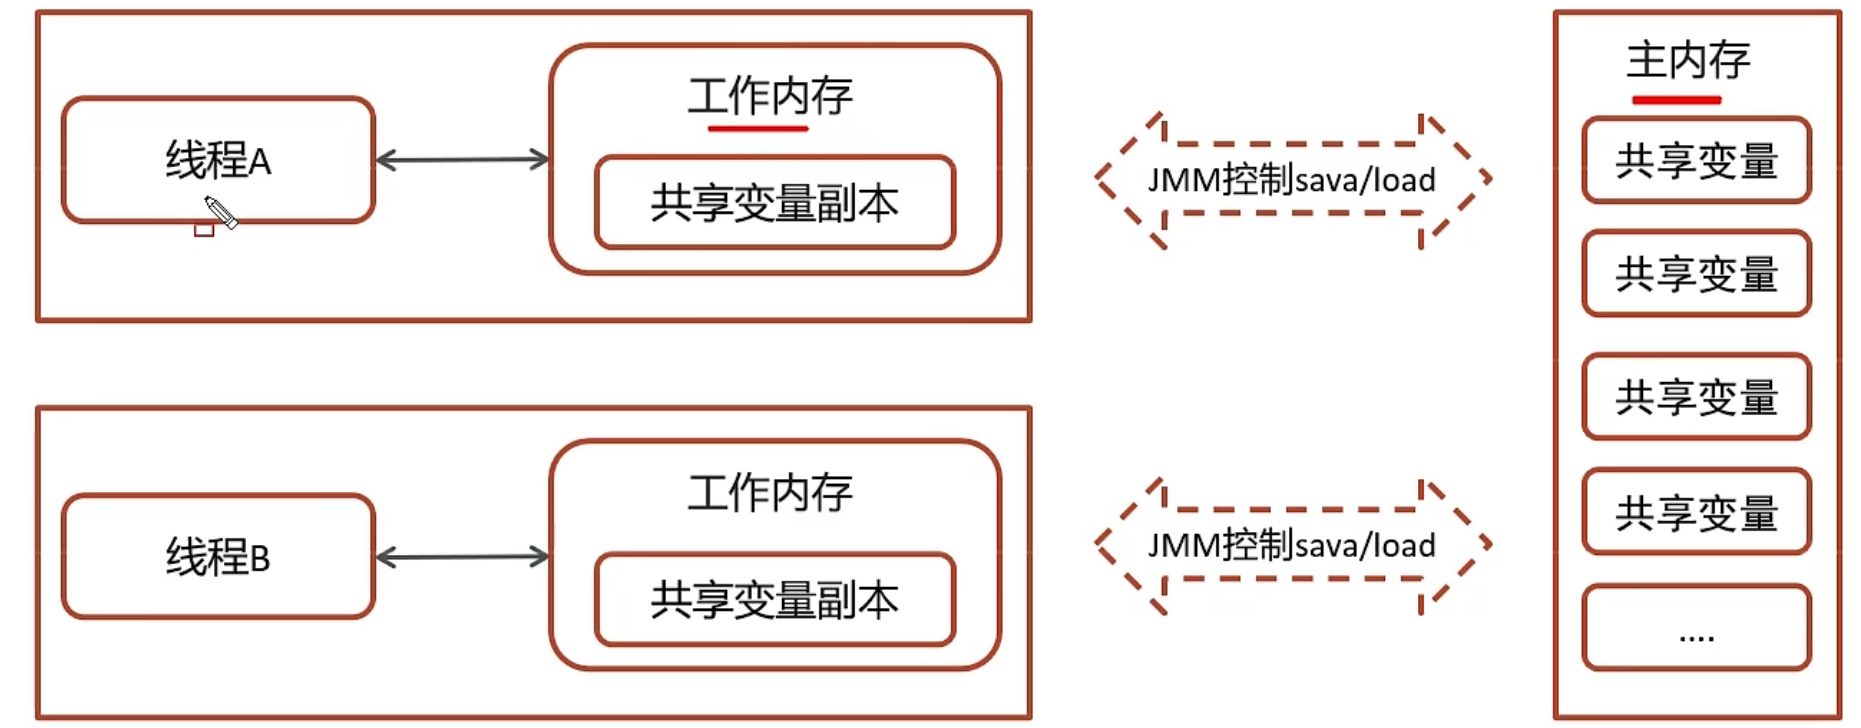 工作内存
线程A
共享变量副本
JMM控制sava/load
工作内存
线程B
共享变量副本
JMM控制sava/load
主内存
共享变量
共享变量
共享变量
共享变量
....